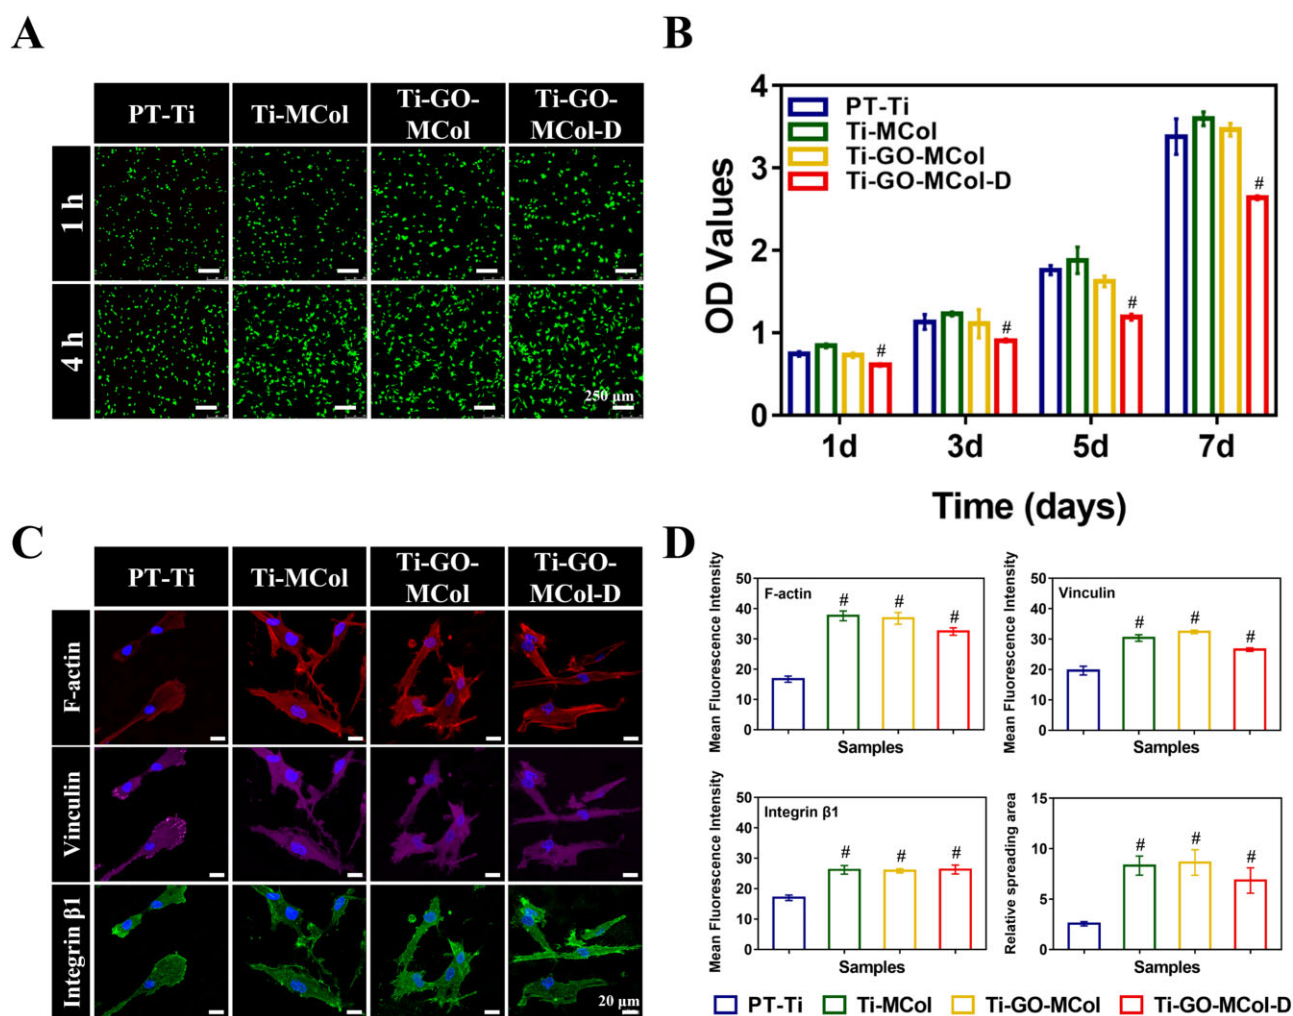 A
PT-Ti
Ti-MCol
Ti-GO-
MCol
Ti-GO-
MCol-D
1 h
4 h
250 μm
B
4
3
2
1
0
OD Values
PT-Ti
Ti-MCol
Ti-GO-MCol
Ti-GO-MCol-D
#
#
#
#
1d
3d
5d
7d
Time (days)
C
PT-Ti
Ti-MCol
Ti-GO-
MCol
Ti-GO-
MCol-D
F-actin
Vinculin
Integrin β1
20 μm
D
Mean Fluorescence Intensity
50
40
30
20
10
0
F-actin
#
#
#
Samples
Mean Fluorescence Intensity
50
40
30
20
10
0
Vinculin
#
#
#
Samples
Mean Fluorescence Intensity
50
40
30
20
10
0
Integrin β1
#
#
#
Samples
Relative spreading area
15
10
5
0
#
#
#
Samples
PT-Ti
Ti-MCol
Ti-GO-MCol
Ti-GO-MCol-D